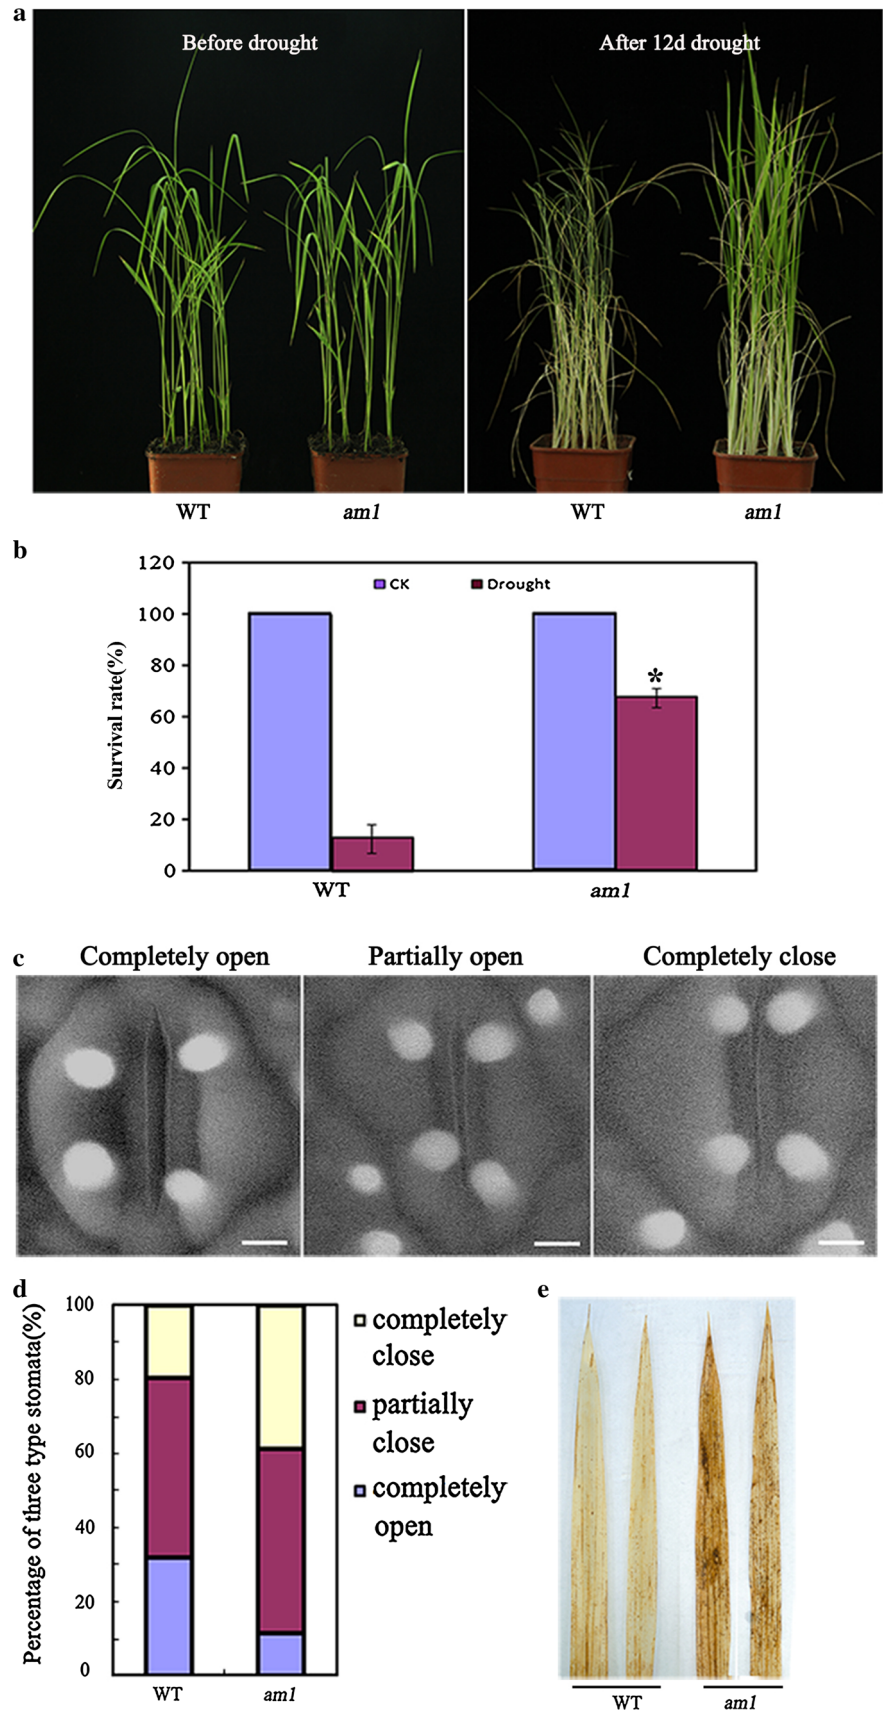 a
Before drought
After 12d drought
WT
am1
WT
am1
b
120
100
80
60
40
20
0
Survival rate(%)
CK
Drought
*
WT
am1
c
Completely open
Partially open
Completely close
d
100
80
60
40
20
0
Percentage of three type stomata(%)
completely
close
partially
close
completely
open
WT
am1
e
WT
am1